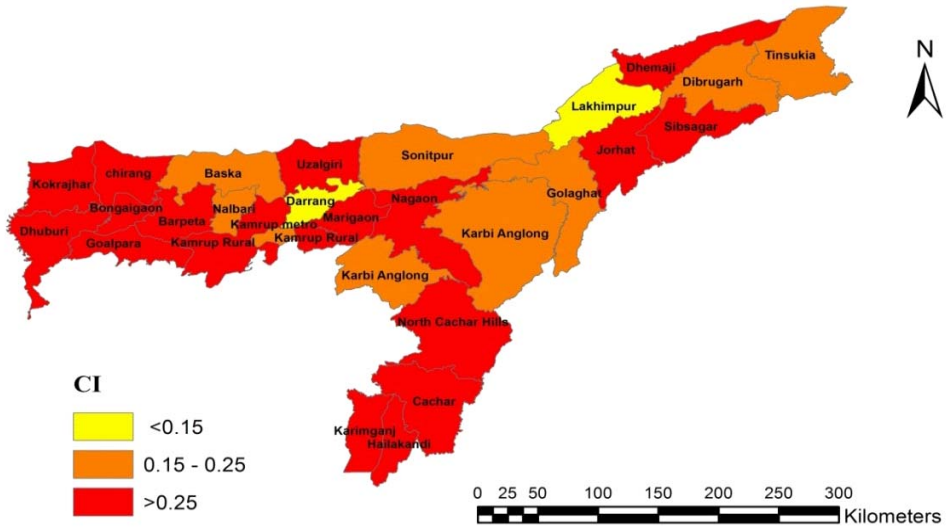 N
Tinsukia
Dhemaji
Dibrugarh
Lakhimpur
Sibsagar
Jorhat
Uzalgiri
Sonitpur
chirang
Baska
Kokrajhar
Golaghat
Darrang
Nagaon
Bongaigaon
Nalbari
Marigaon
Barpeta
Kamrup metro
Dhuburi
Karbi Anglong
Goalpara
Kamrup Rural
Kamrup Rural
Karbi Anglong
North Cachar Hills
CI
Cachar
<0.15
Karimganj
Hailakandi
0.15 - 0.25
>0.25
0 25 50 100 150 200 250 300
Kilometers